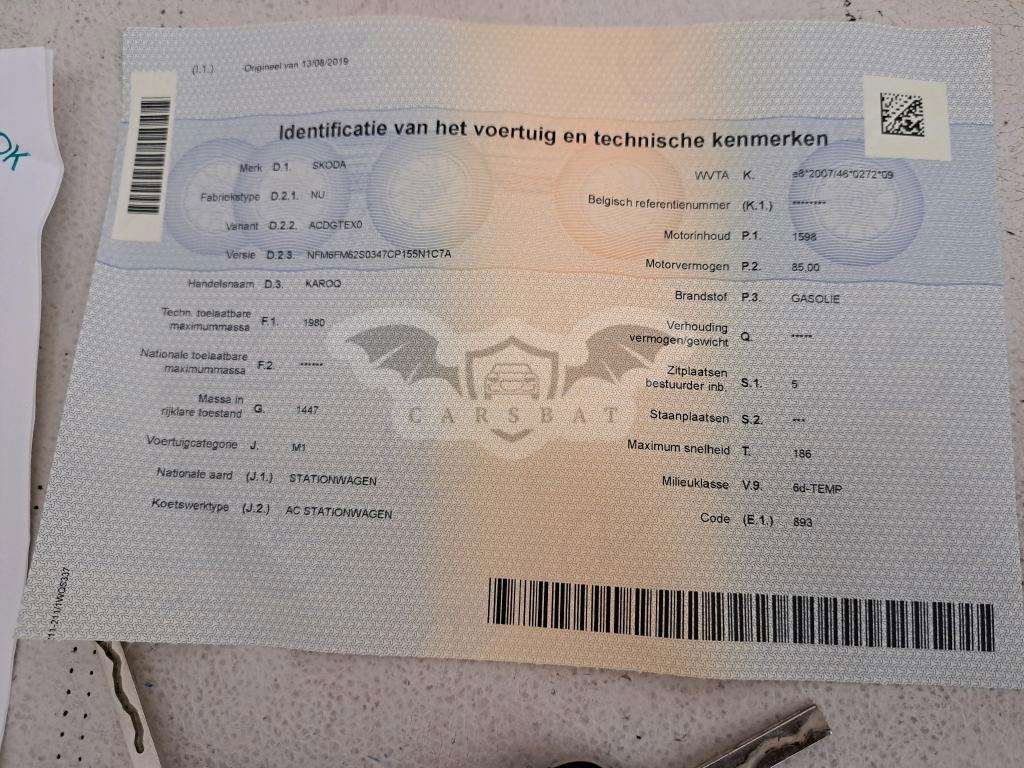 OK
(I.1.) Origineel van 13/08/2019
Identificatie van het voertuig en technische kenmerken
Merk D.1. SKODA
Fabriekstype D.2.1. NU
Variant D.2.2. ACDGTEX0
Versie D.2.3. NFM6FM62S0347CP155N1C7A
Handelsnaam D.3. KAROQ
Techn. toelaatbare
maximummassa F.1. 1980
Nationale toelaatbare
maximummassa F.2. ******
Massa in
rijklare toestand G. 1447
Voertuigcategorie J. M1
Nationale aard (J.1.) STATIONWAGEN
Koetswerktype (J.2.) AC STATIONWAGEN
WVTA K. e8*2007/46*0272*09
Belgisch referentienummer (K.1.) ********
Motorinhoud P.1. 1598
Motorvermogen P.2. 85.00
Brandstof P.3. GASOLIE
Verhouding
vermogen/gewicht Q. *****
Zitplaatsen
bestuurder inb. S.1. 5
Staanplaatsen S.2. ***
Maximum snelheid T. 186
Milieuklasse V.9. 6d-TEMP
Code (E.1.) 893
CARSBAT